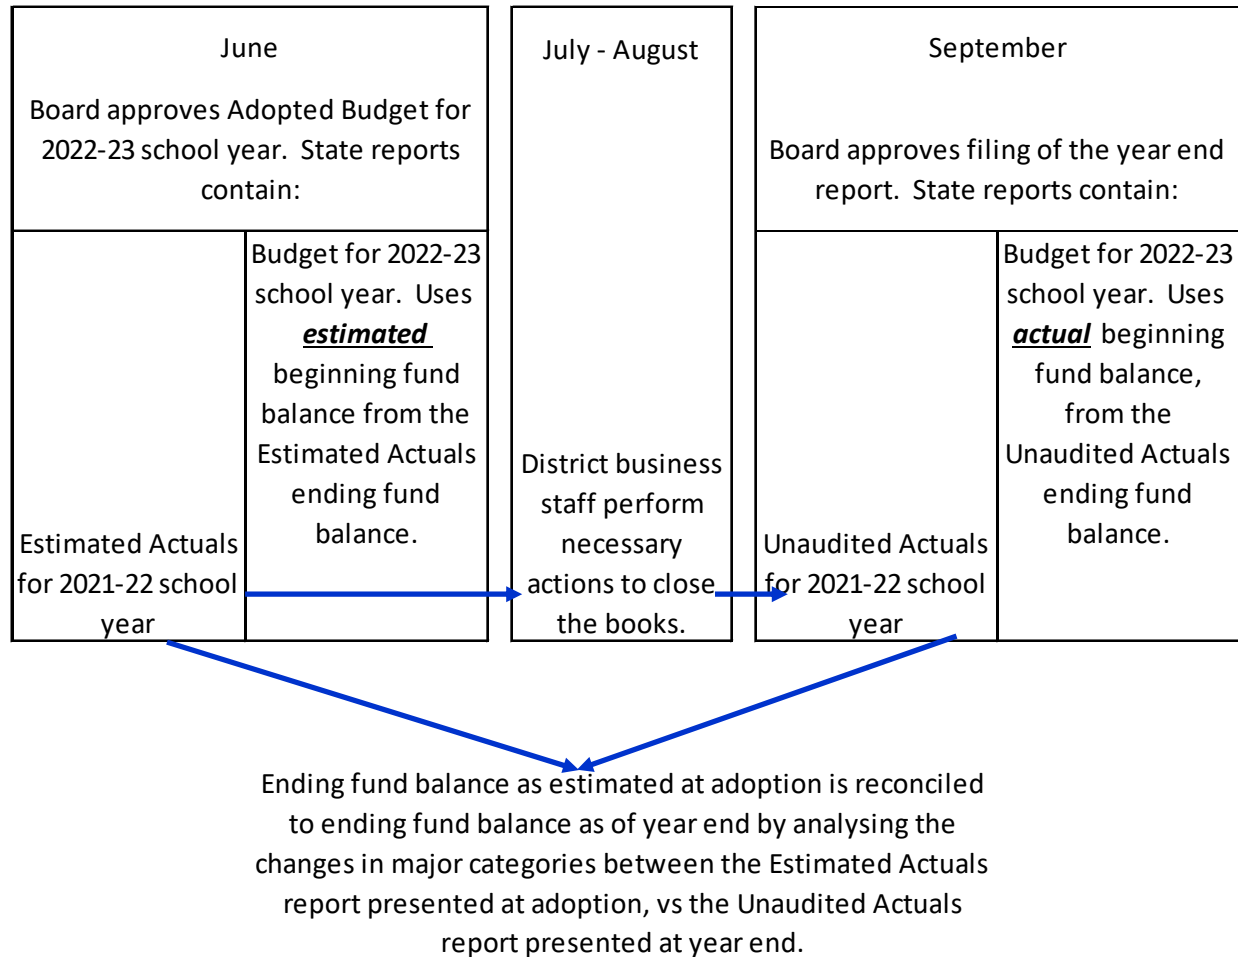 June
Board approves Adopted Budget for
2022-23 school year.  State reports
contain:
Estimated Actuals
for 2021-22 school
year
Budget for 2022-23
school year.  Uses
estimated
beginning fund
balance from the
Estimated Actuals
ending fund
balance.
July - August
District business
staff perform
necessary
actions to close
the books.
September
Board approves filing of the year end
report.  State reports contain:
Unaudited Actuals
for 2021-22 school
year
Budget for 2022-23
school year.  Uses
actual beginning
fund balance,
from the
Unaudited Actuals
ending fund
balance.
Ending fund balance as estimated at adoption is reconciled
to ending fund balance as of year end by analysing the
changes in major categories between the Estimated Actuals
report presented at adoption, vs the Unaudited Actuals
report presented at year end.